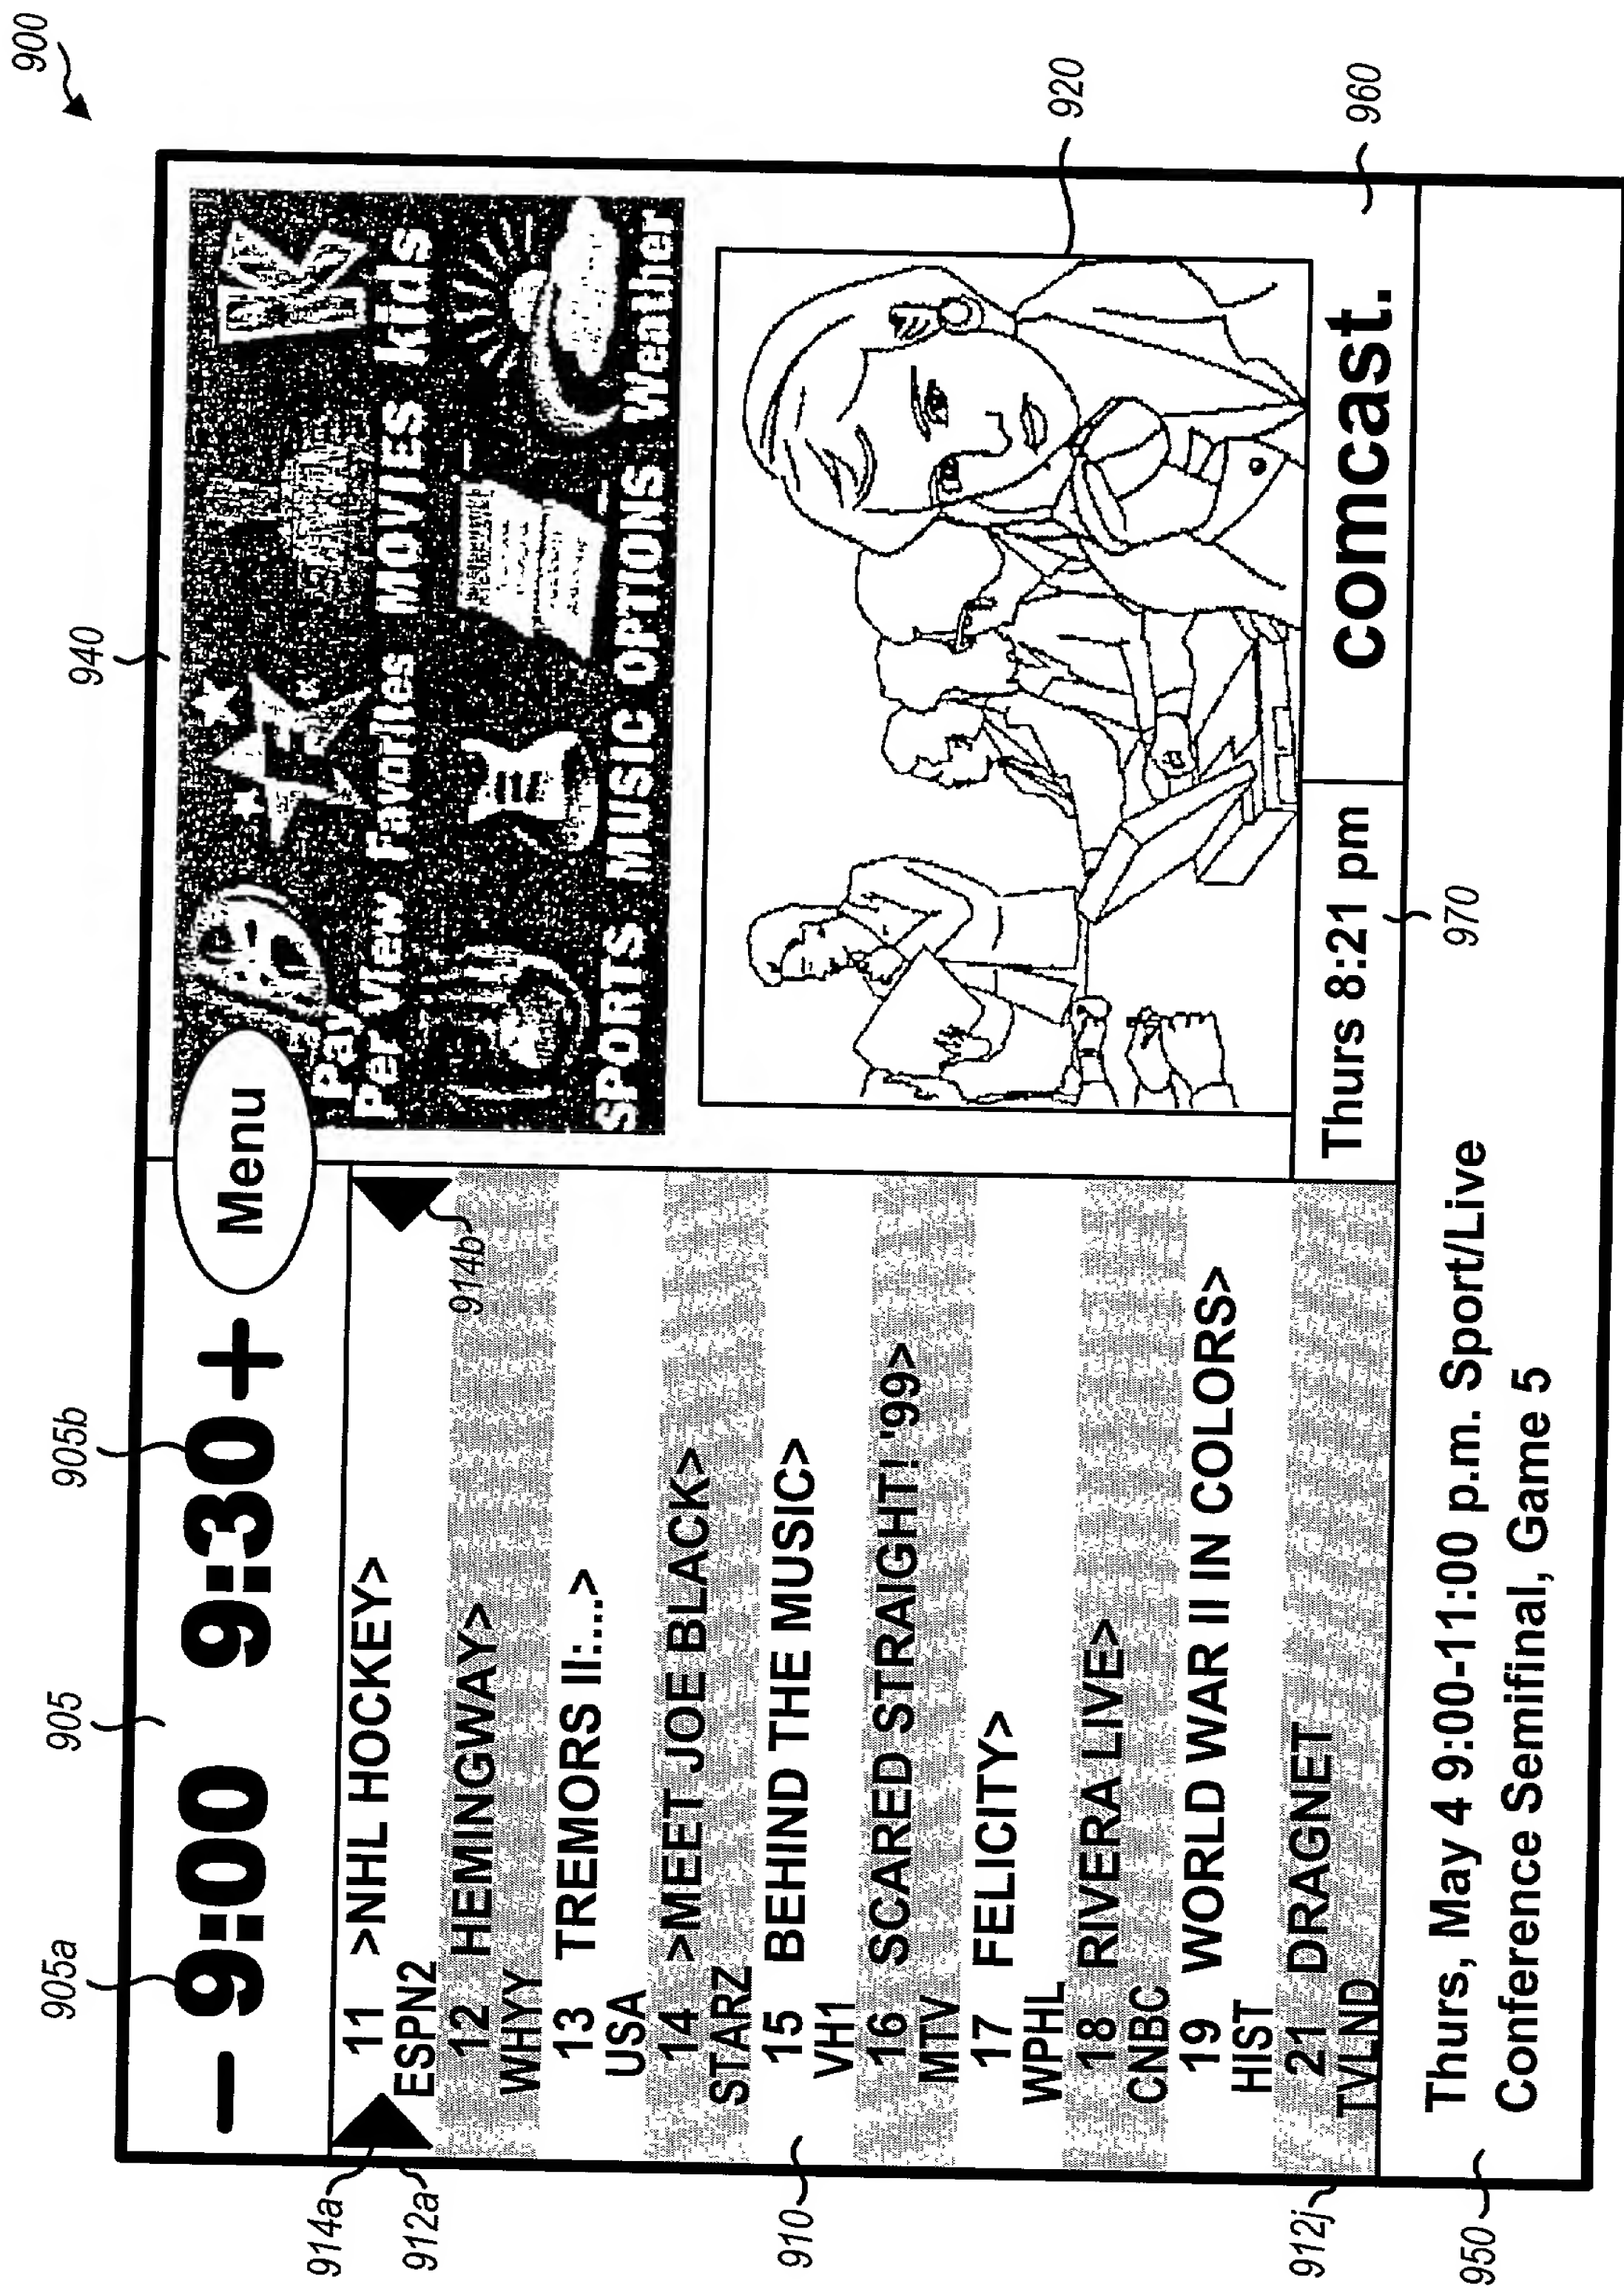 900
905a
905
905b
940
− 9:00 9:30 +
Menu
Pay
Per View Favorites MOVIES Kids
SPORTS MUSIC OPTIONS Weather
F
K
914a
912a
11 >NHL HOCKEY>
ESPN2
914b
12 HEMINGWAY>
WHYY
13 TREMORS II:...>
USA
14 >MEET JOE BLACK>
STARZ
15 BEHIND THE MUSIC>
VH1
910
16 SCARED STRAIGHT!'99>
MTV
17 FELICITY>
WPHL
18 RIVERA LIVE>
CNBC
19 WORLD WAR II IN COLORS>
HIST
21 DRAGNET
TVLND
912j
920
Thurs 8:21 pm
comcast.
960
970
Thurs, May 4 9:00-11:00 p.m. Sport/Live
Conference Semifinal, Game 5
950